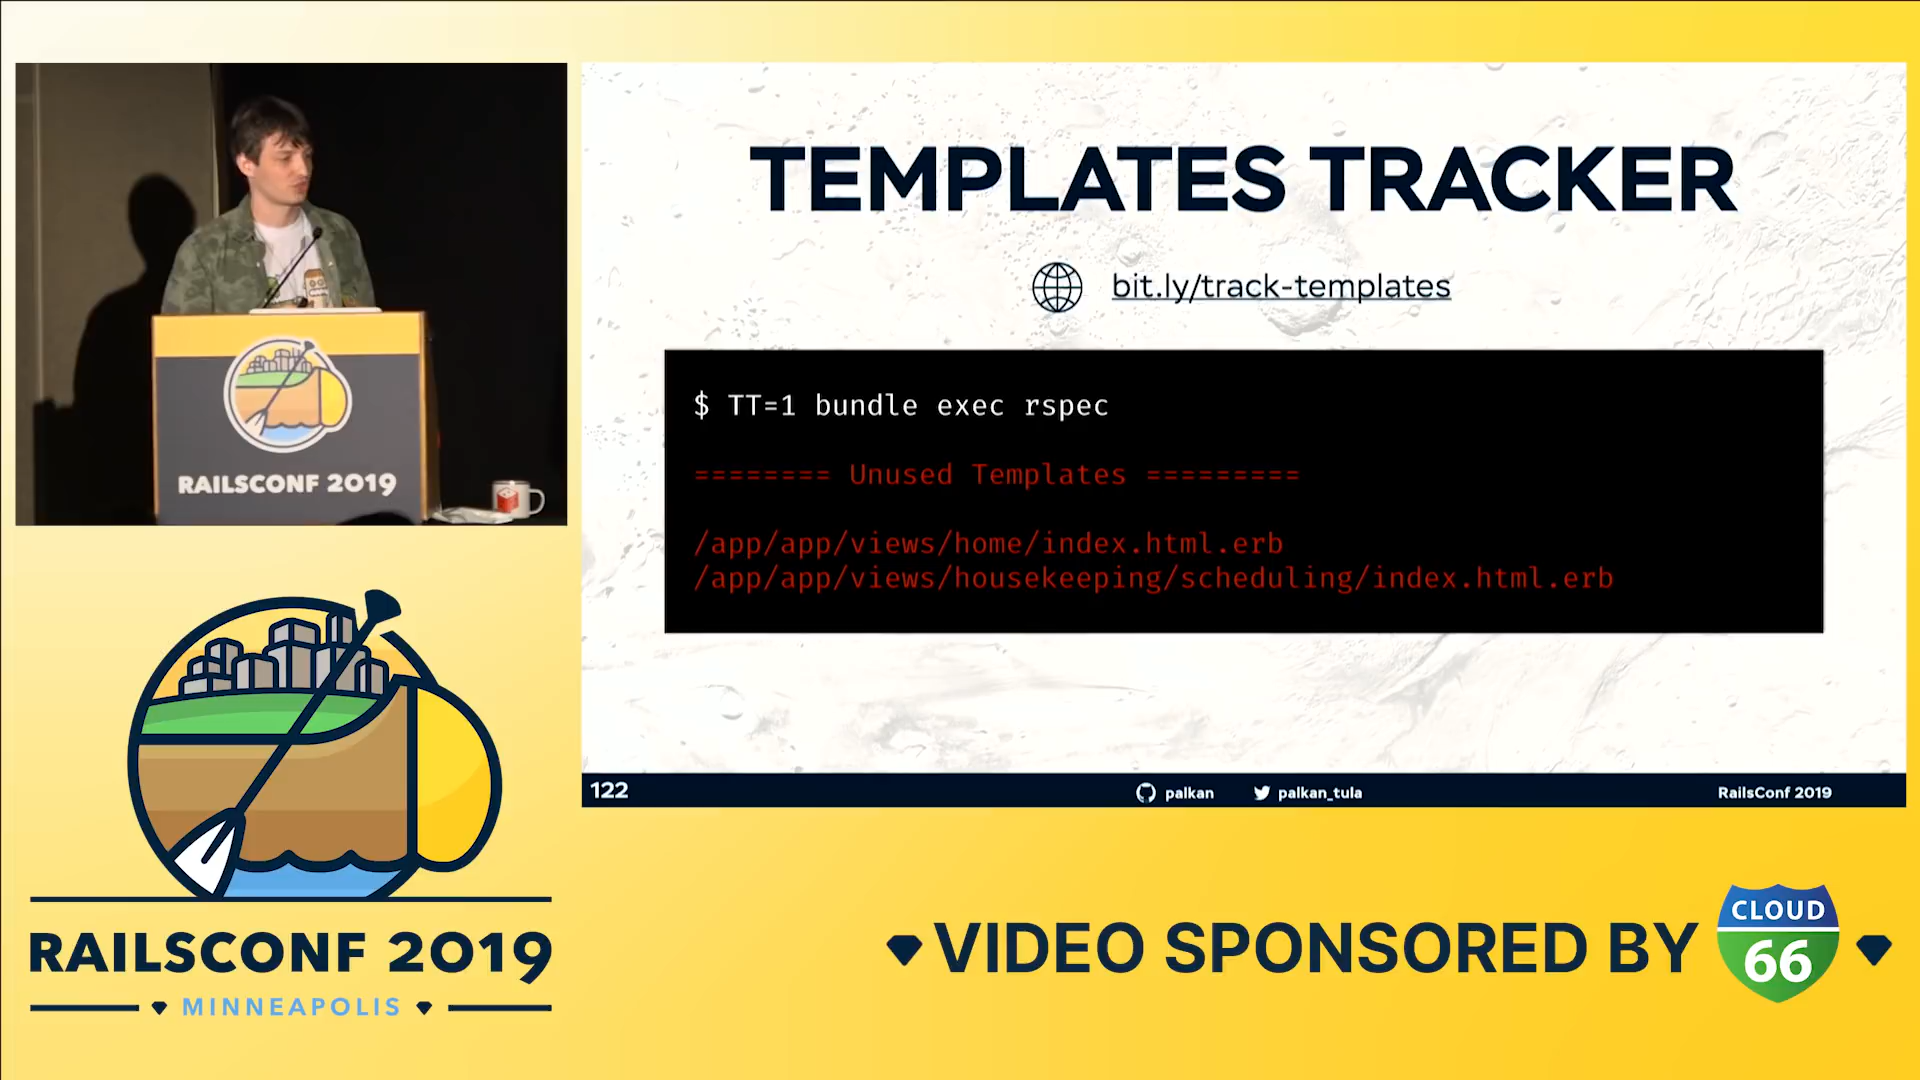 TEMPLATES TRACKER
bit.ly/track-templates
$ TT=1 bundle exec rspec
======== Unused Templates =========
/app/app/views/home/index.html.erb
/app/app/views/housekeeping/scheduling/index.html.erb
122
palkan
palkan_tula
RailsConf 2019
RAILSCONF 2019
RAILSCONF 2019
MINNEAPOLIS
VIDEO SPONSORED BY
CLOUD
66